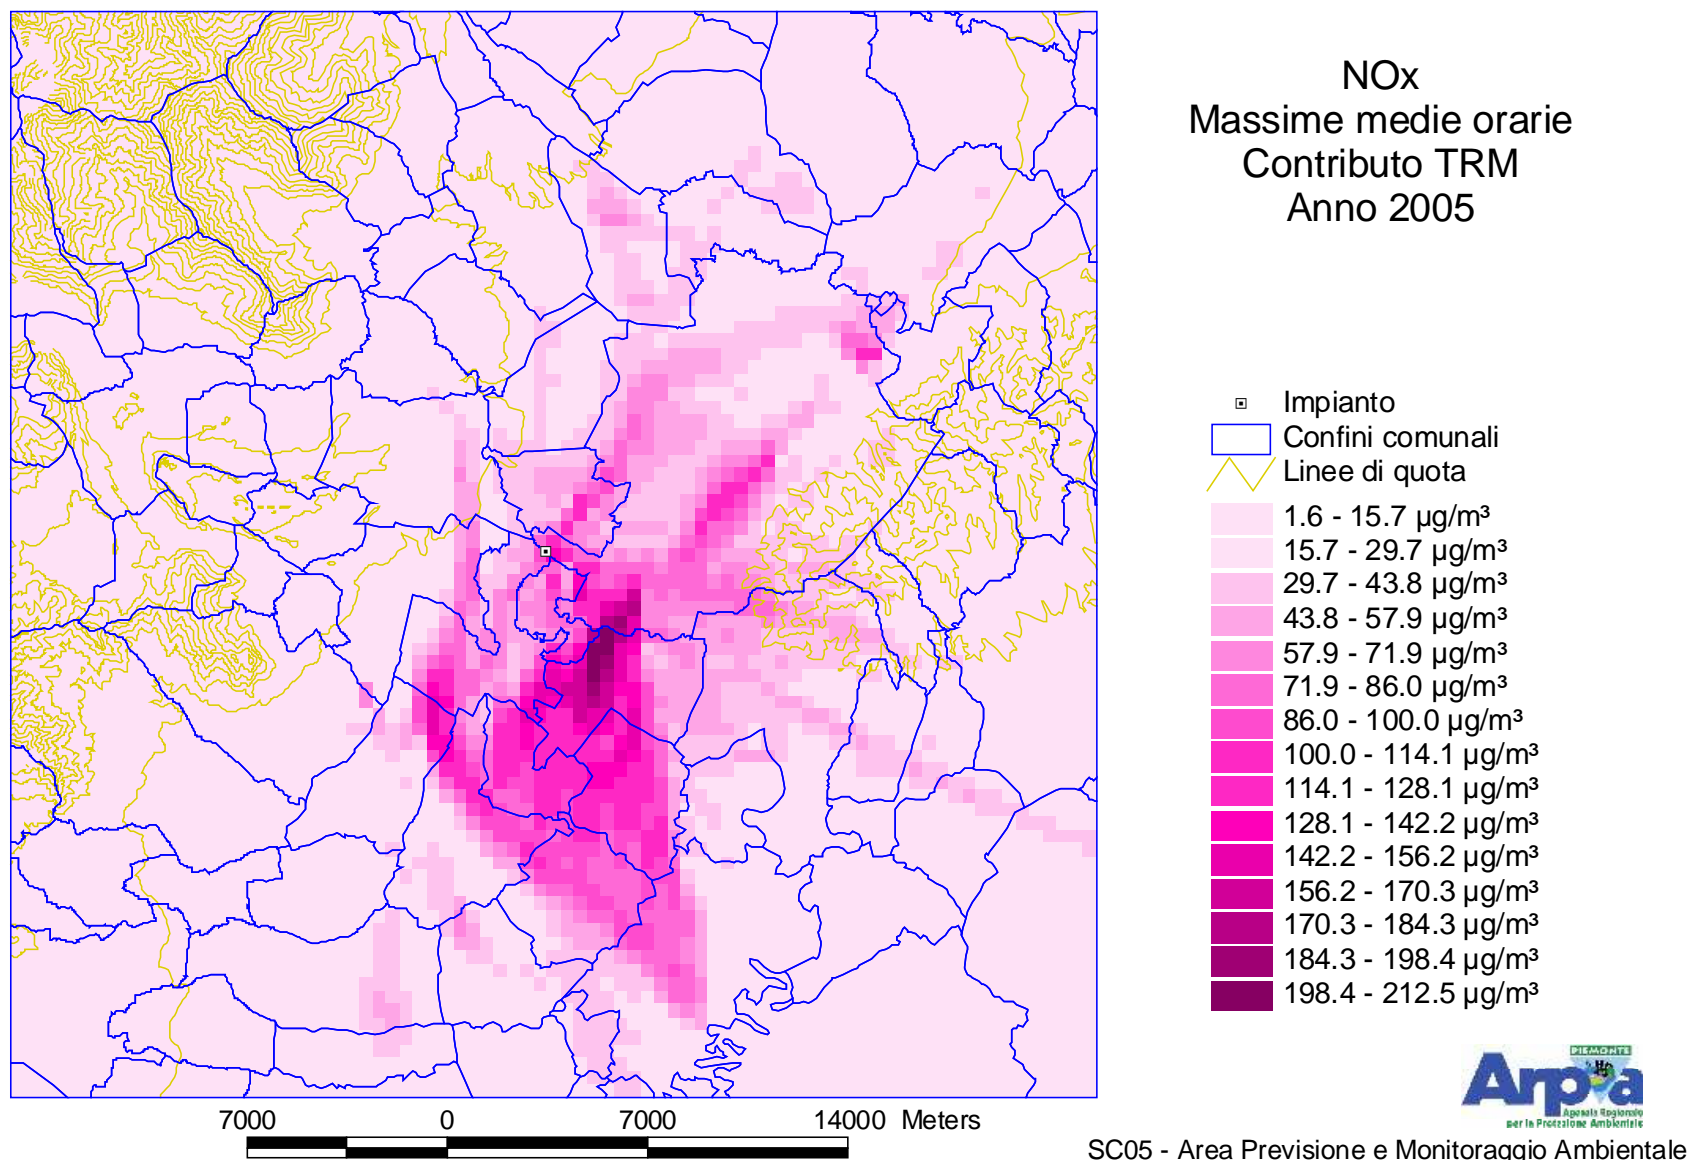 NOx
Massime medie orarie
Contributo TRM
Anno 2005
Impianto
Confini comunali
Linee di quota
1.6 - 15.7 µg/m³
15.7 - 29.7 µg/m³
29.7 - 43.8 µg/m³
43.8 - 57.9 µg/m³
57.9 - 71.9 µg/m³
71.9 - 86.0 µg/m³
86.0 - 100.0 µg/m³
100.0 - 114.1 µg/m³
114.1 - 128.1 µg/m³
128.1 - 142.2 µg/m³
142.2 - 156.2 µg/m³
156.2 - 170.3 µg/m³
170.3 - 184.3 µg/m³
184.3 - 198.4 µg/m³
198.4 - 212.5 µg/m³
PIEMONTE
Arpa
Agenzia Regionale
per la Protezione Ambientale
7000 0 7000 14000 Meters
SC05 - Area Previsione e Monitoraggio Ambientale